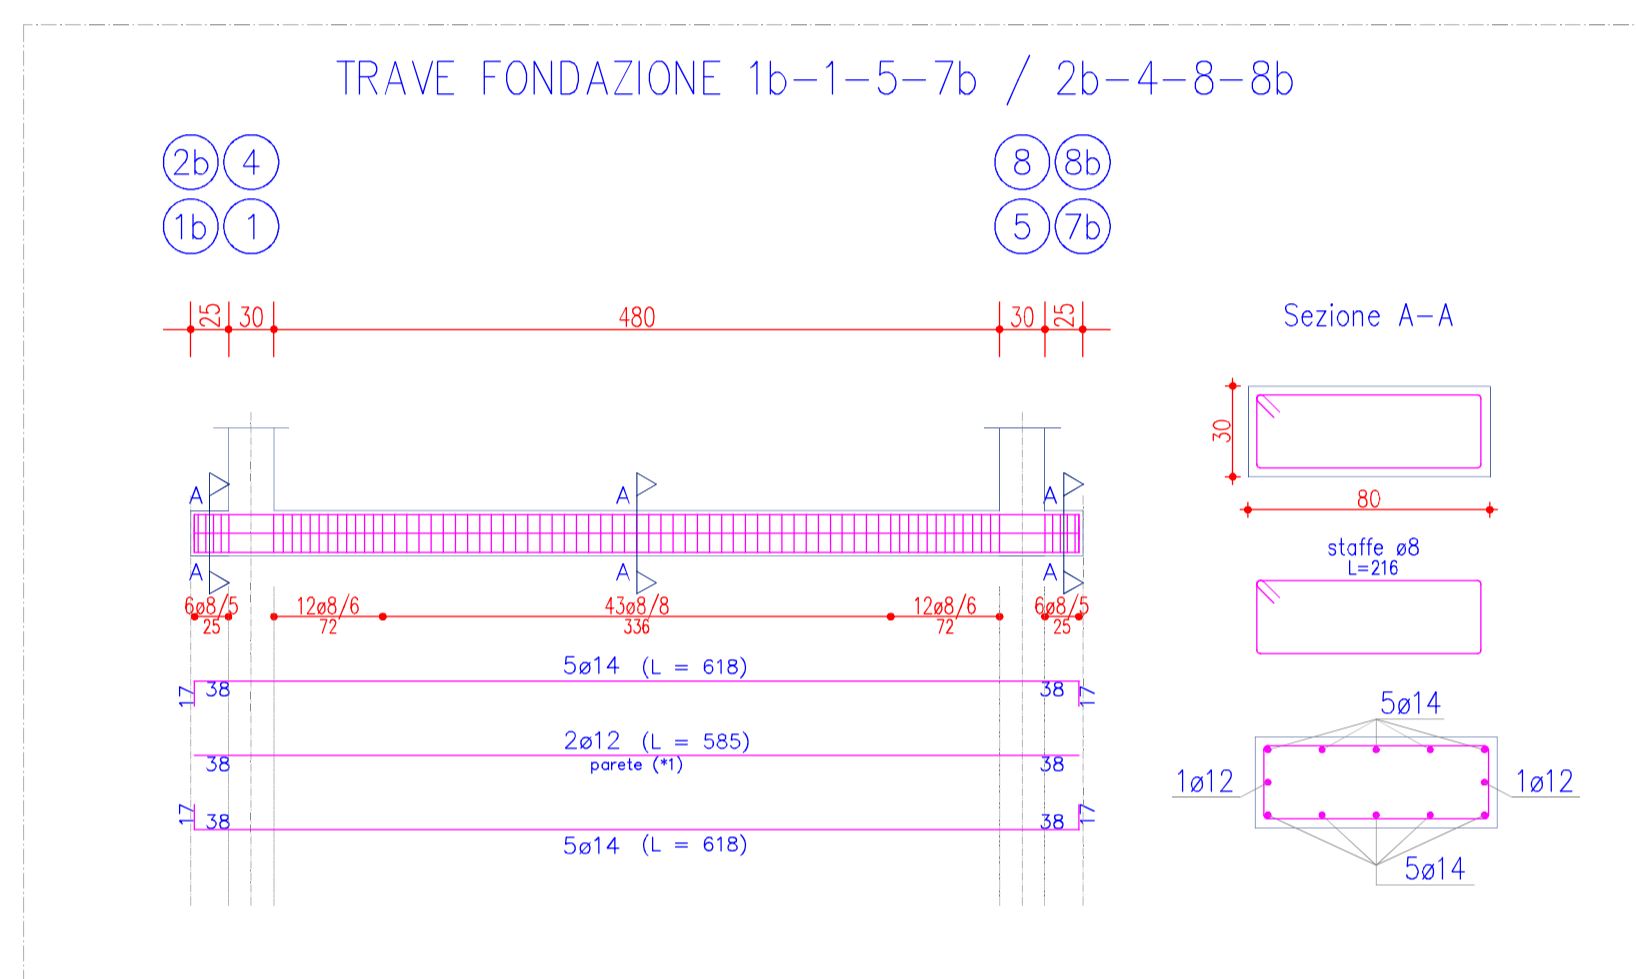 TRAVE FONDAZIONE 1b-1-5-7b / 2b-4-8-8b
2b 4 8 8b
1b 1 5 7b
25 30 480 30 25
Sezione A-A
30
80
A A A
A A A
staffe ø8
L=216
6ø8/5 12ø8/6 43ø8/8 12ø8/6 6ø8/5
25 72 336 72 25
5ø14 (L = 618)
17 38 38 17
2ø12 (L = 585)
38 parete (*1) 38
17 38 38 17
5ø14 (L = 618)
5ø14
1ø12 1ø12
5ø14